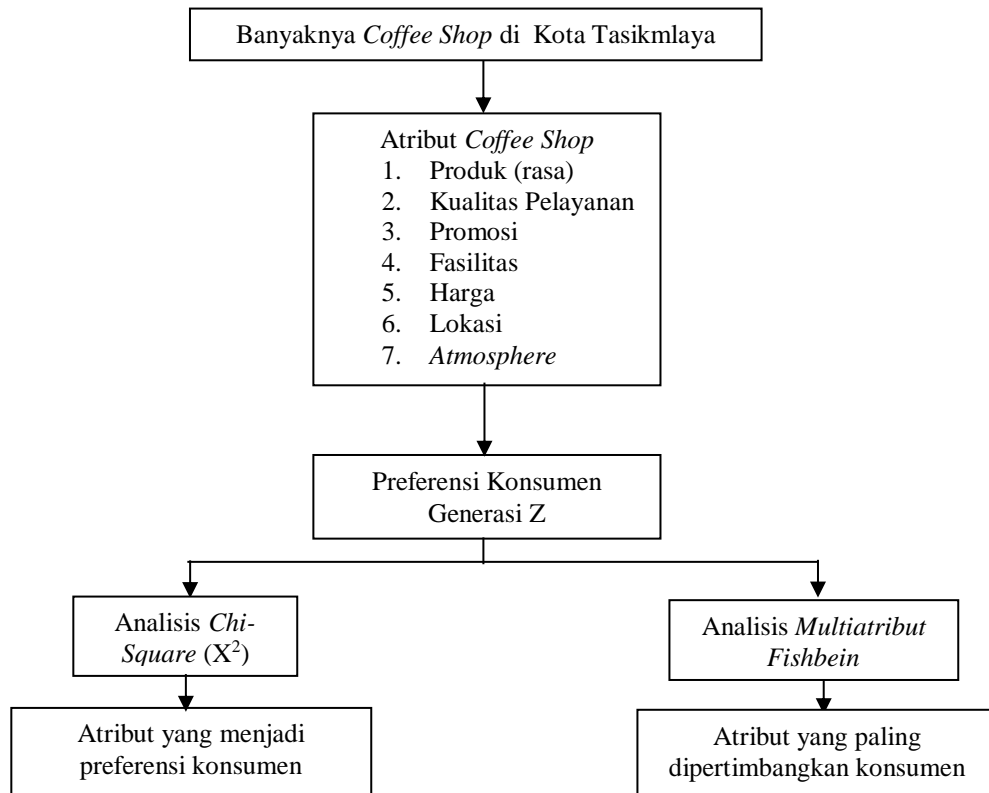 Banyaknya Coffee Shop di Kota Tasikmlaya
Atribut Coffee Shop
1. Produk (rasa)
2. Kualitas Pelayanan
3. Promosi
4. Fasilitas
5. Harga
6. Lokasi
7. Atmosphere
Preferensi Konsumen
Generasi Z
Analisis Chi-
Square (X²)
Analisis Multiatribut
Fishbein
Atribut yang menjadi
preferensi konsumen
Atribut yang paling
dipertimbangkan konsumen